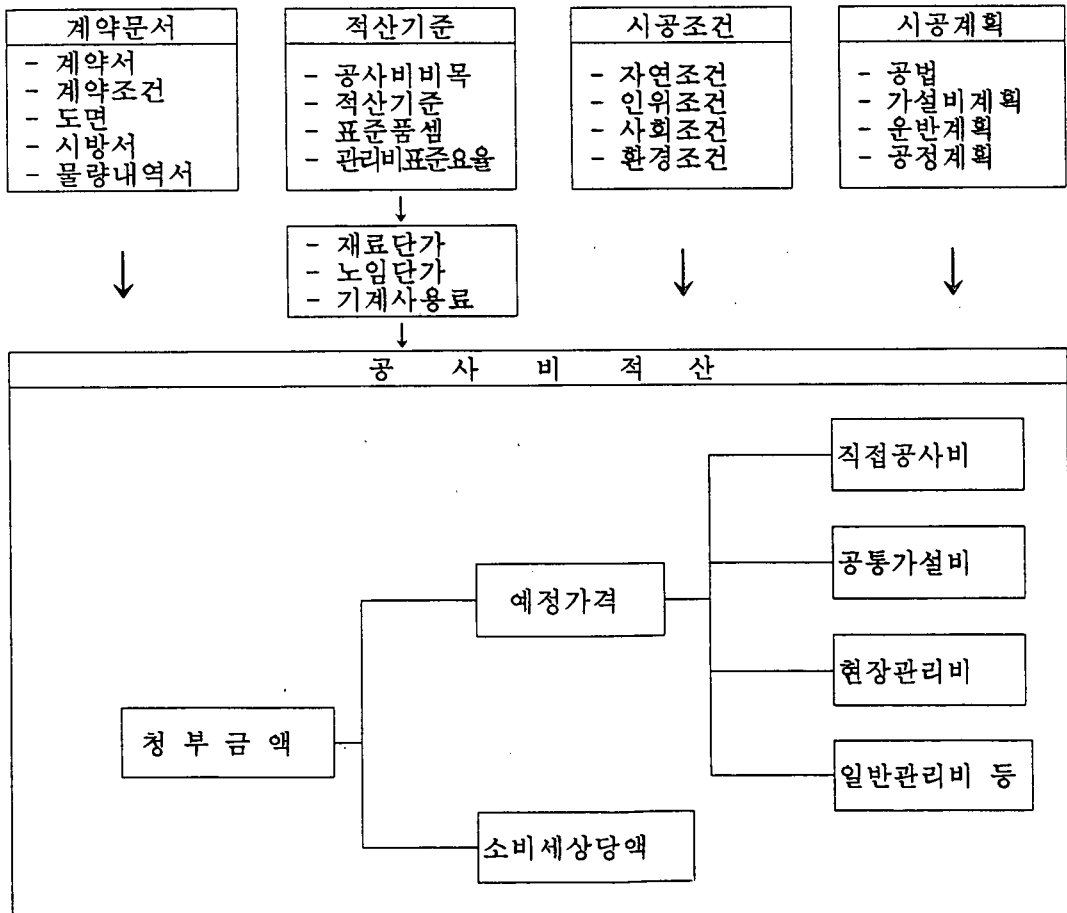 계약문서
- 계약서
- 계약조건
- 도면
- 시방서
- 물량내역서
적산기준
- 공사비비목
- 적산기준
- 표준품셈
- 관리비표준요율
시공조건
- 자연조건
- 인위조건
- 사회조건
- 환경조건
시공계획
- 공법
- 가설비계획
- 운반계획
- 공정계획
- 재료단가
- 노임단가
- 기계사용료
공 사 비 적 산
직접공사비
공통가설비
예정가격
현장관리비
청 부 금 액
일반관리비 등
소비세상당액